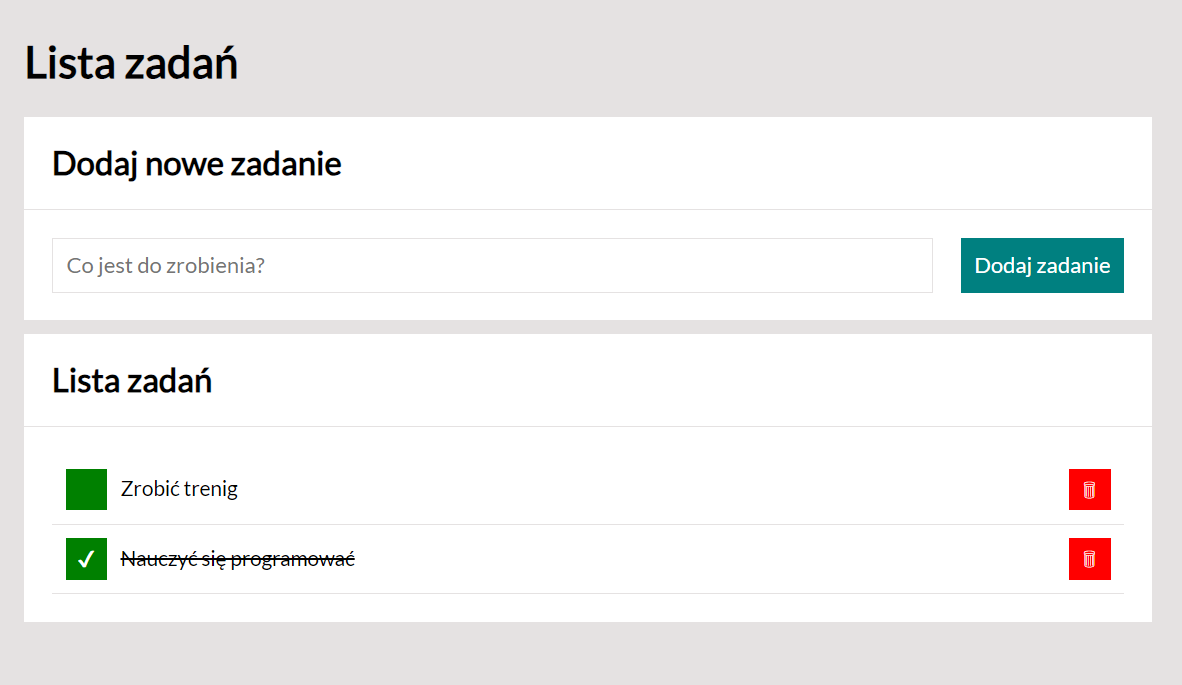 Lista zadań
Dodaj nowe zadanie
Co jest do zrobienia?
Dodaj zadanie
Lista zadań
Zrobić trenig
Nauczyć się programować